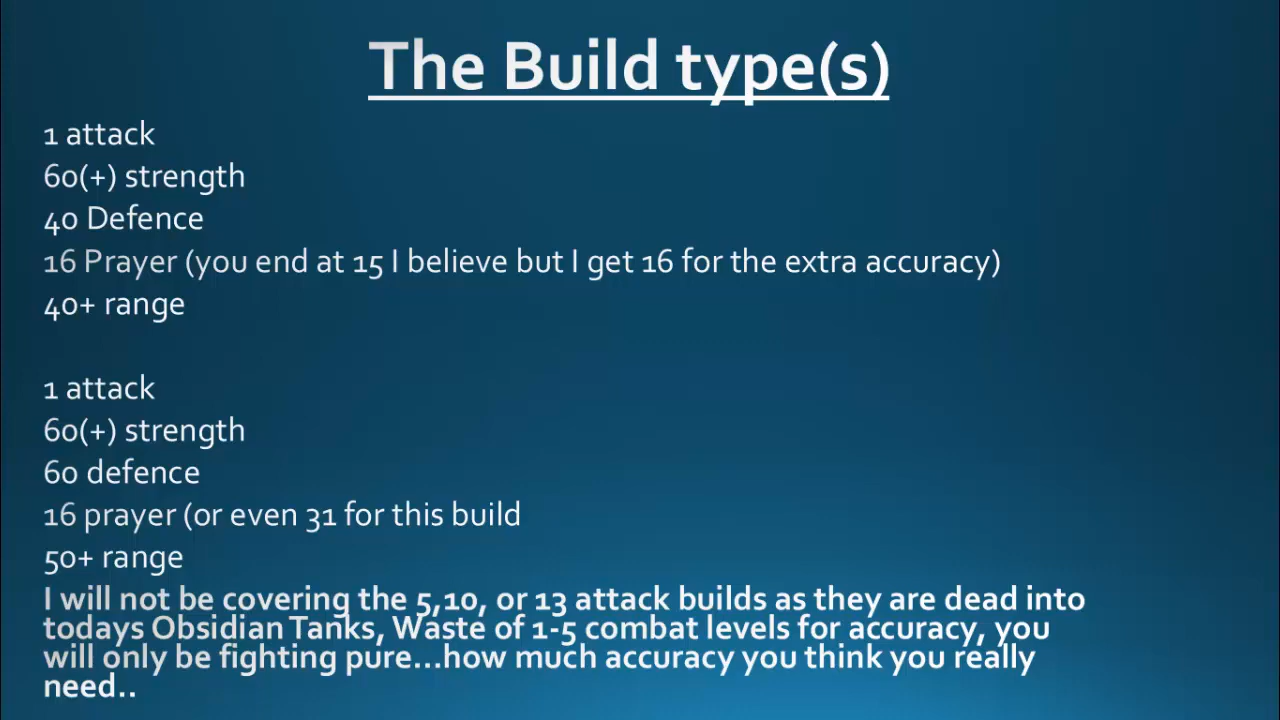 The Build type(s)
1 attack
60(+) strength
40 Defence
16 Prayer (you end at 15 I believe but I get 16 for the extra accuracy)
40+ range
1 attack
60(+) strength
60 defence
16 prayer (or even 31 for this build
50+ range
I will not be covering the 5,10, or 13 attack builds as they are dead into
todays Obsidian Tanks, Waste of 1-5 combat levels for accuracy, you
will only be fighting pure...how much accuracy you think you really
need..